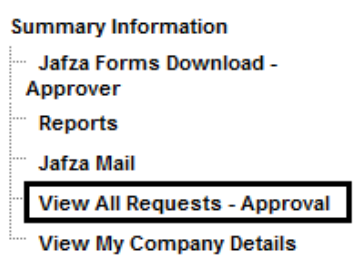 Summary Information
Jafza Forms Download -
Approver
Reports
Jafza Mail
View All Requests - Approval
View My Company Details